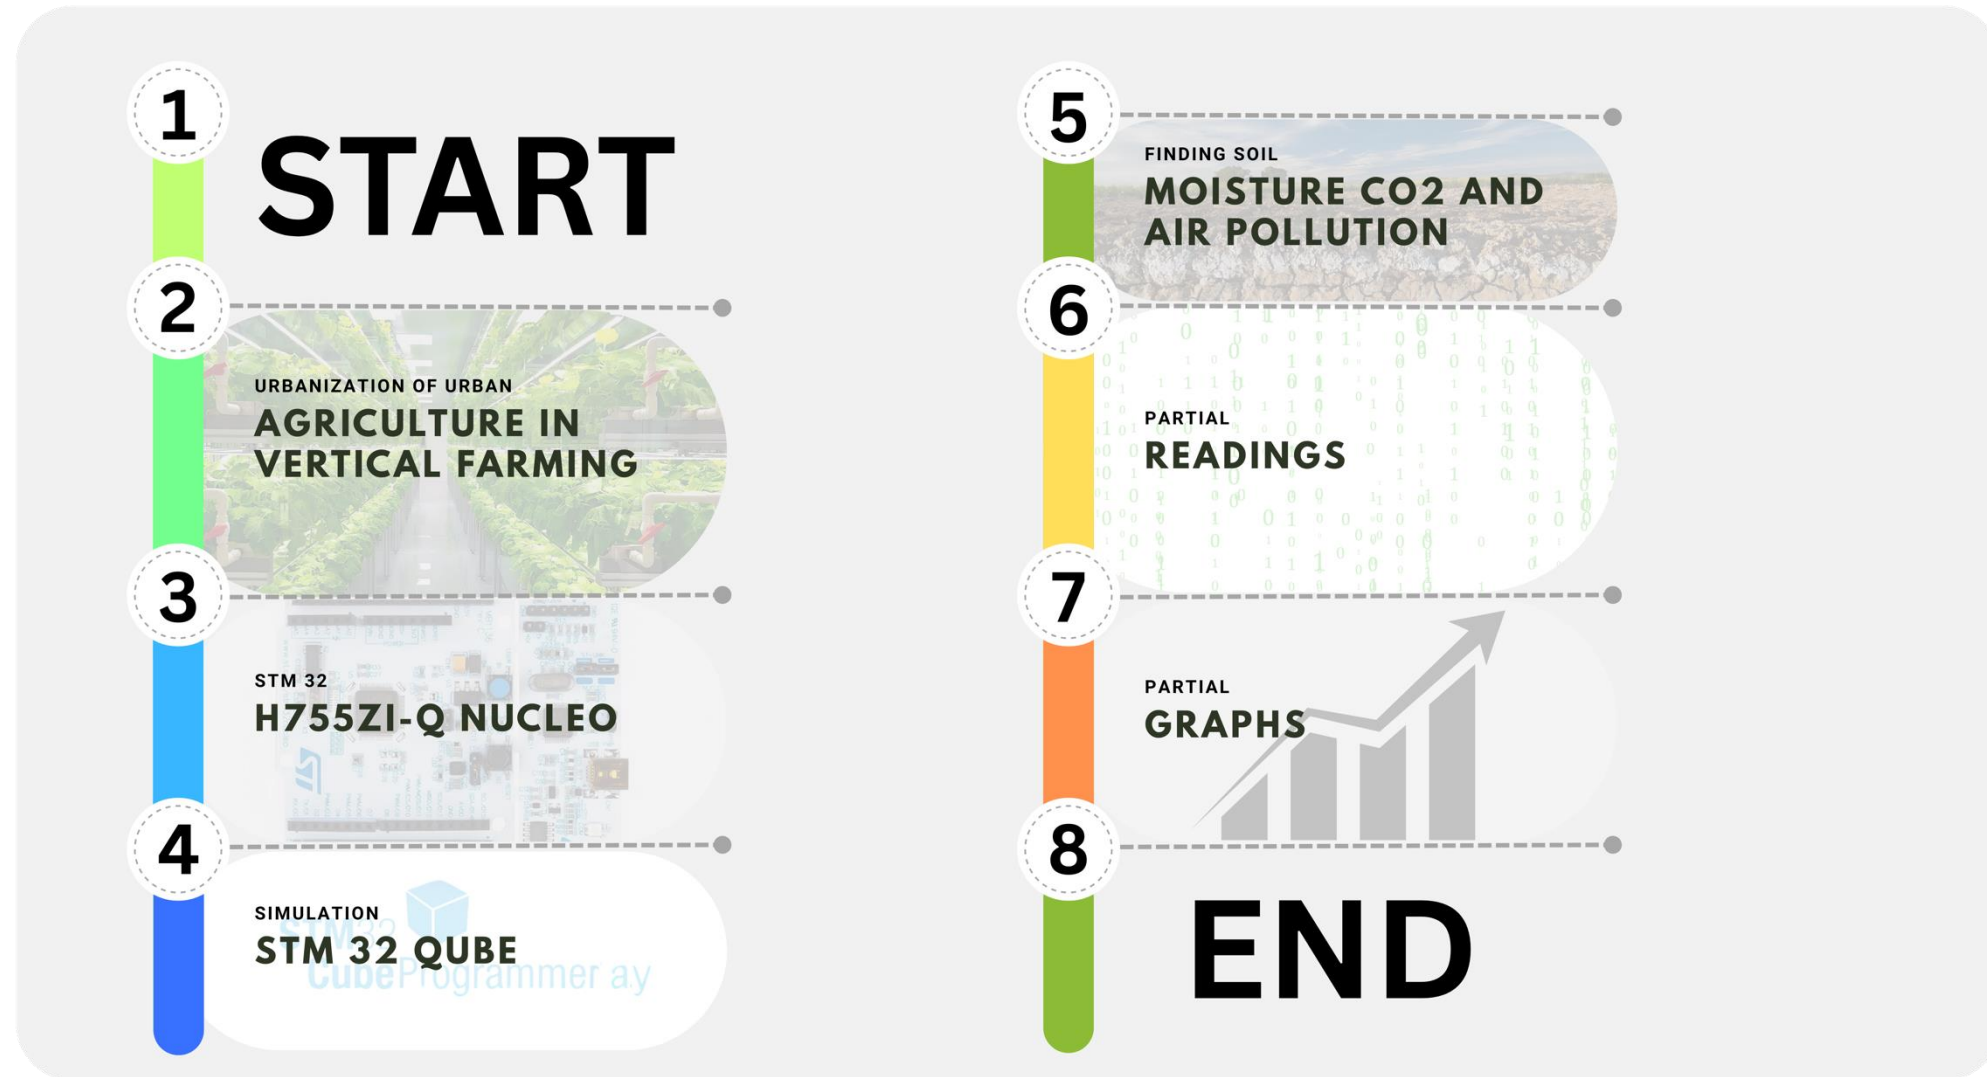 1
START
2
URBANIZATION OF URBAN
AGRICULTURE IN
VERTICAL FARMING
3
STM 32
H755ZI-Q NUCLEO
4
SIMULATION
STM 32 QUBE
STM32
CubeProgrammer a.y
5
FINDING SOIL
MOISTURE CO2 AND
AIR POLLUTION
6
PARTIAL
READINGS
7
PARTIAL
GRAPHS
8
END